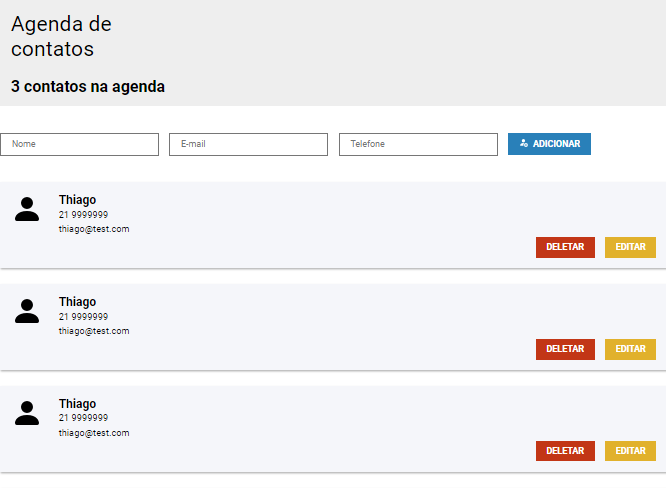 Agenda de
contatos
3 contatos na agenda
Nome E-mail Telefone ADICIONAR
Thiago
21 9999999
thiago@test.com
DELETAR EDITAR
Thiago
21 9999999
thiago@test.com
DELETAR EDITAR
Thiago
21 9999999
thiago@test.com
DELETAR EDITAR